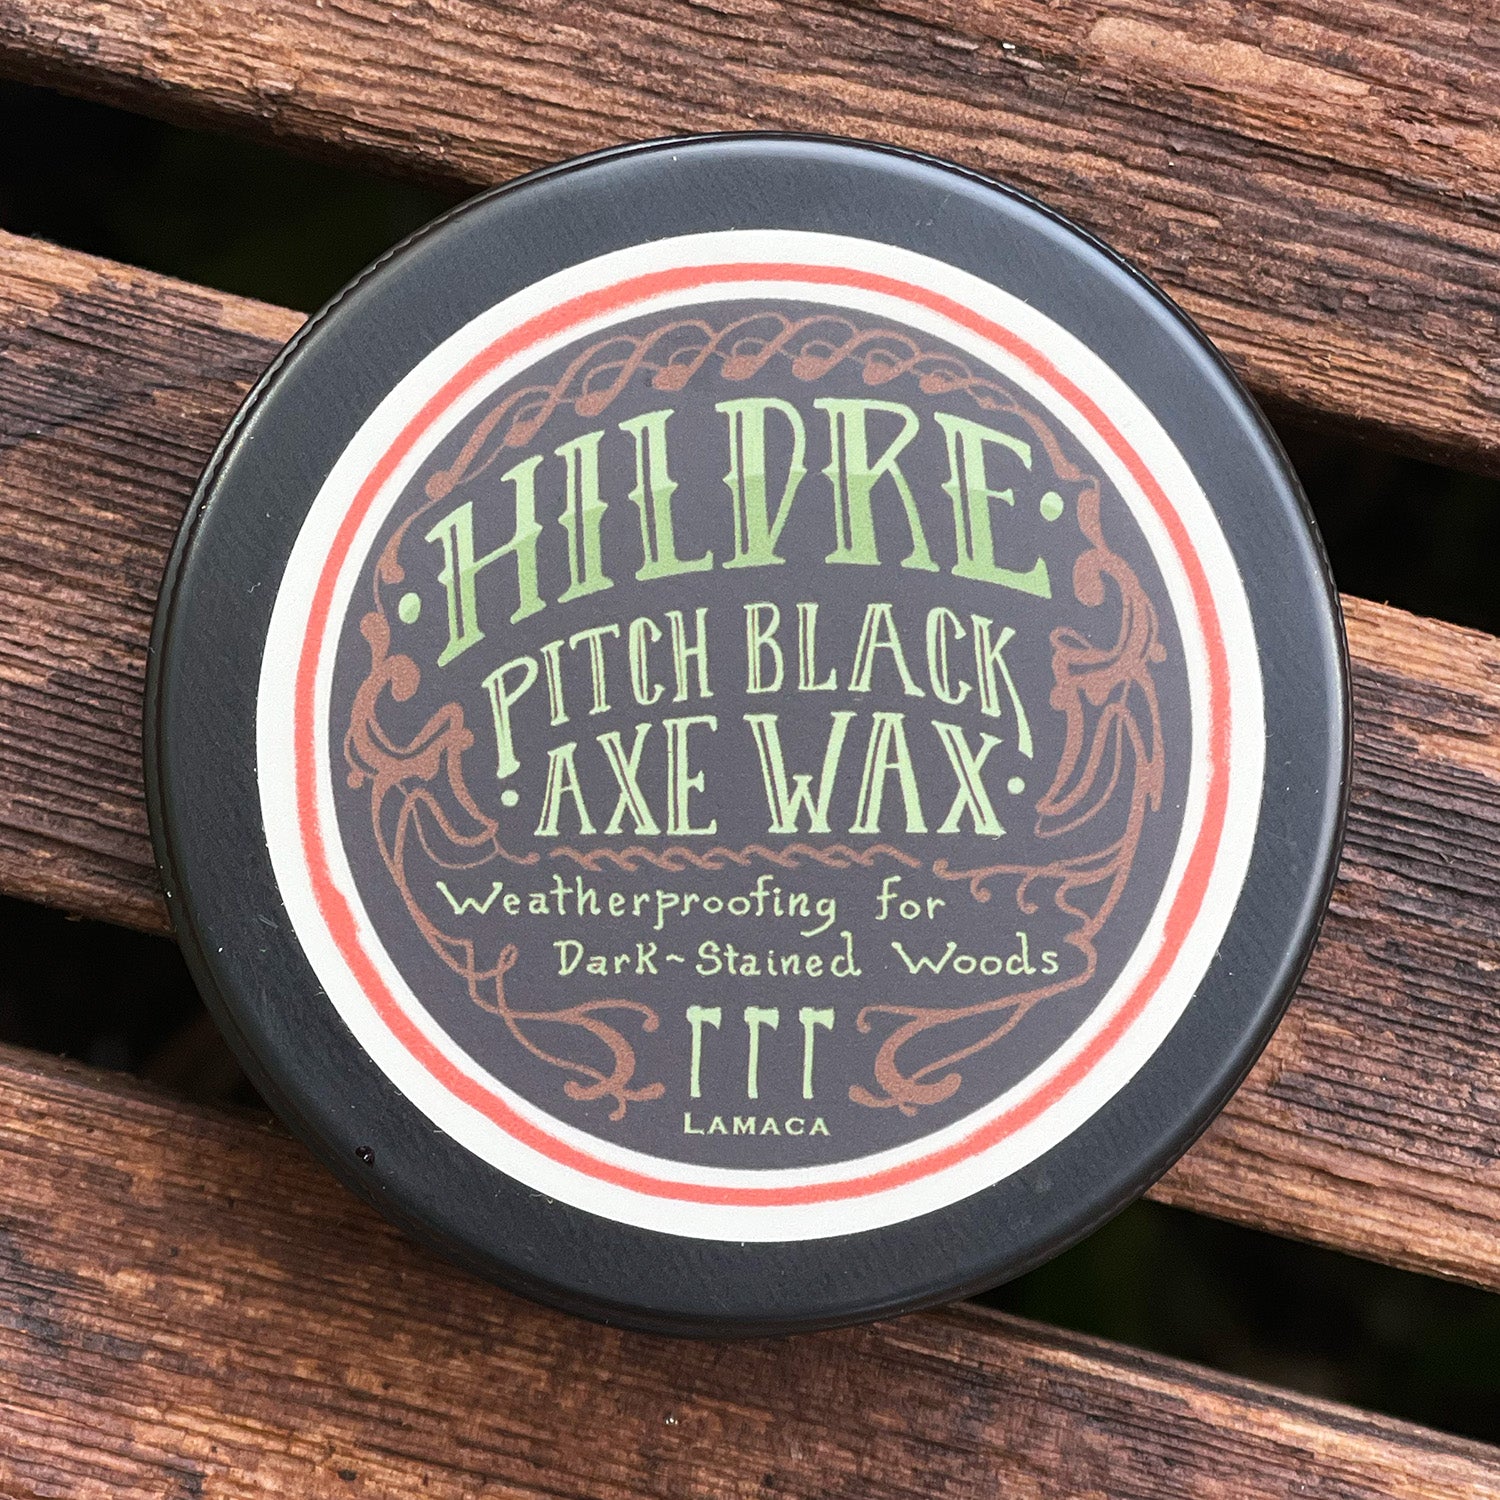 ·HILDRE·
PITCH BLACK
·AXE WAX·
Weatherproofing for
Dark~Stained Woods
LAMACA